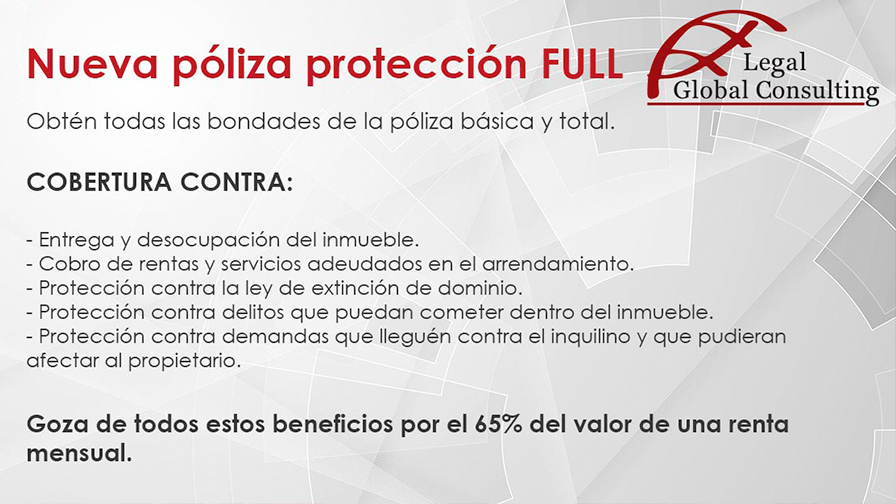 Nueva póliza protección FULL
Legal
Global Consulting
Obtén todas las bondades de la póliza básica y total.
COBERTURA CONTRA:
- Entrega y desocupación del inmueble.
- Cobro de rentas y servicios adeudados en el arrendamiento.
- Protección contra la ley de extinción de dominio.
- Protección contra delitos que puedan cometer dentro del inmueble.
- Protección contra demandas que lleguén contra el inquilino y que pudieran
afectar al propietario.
Goza de todos estos beneficios por el 65% del valor de una renta
mensual.